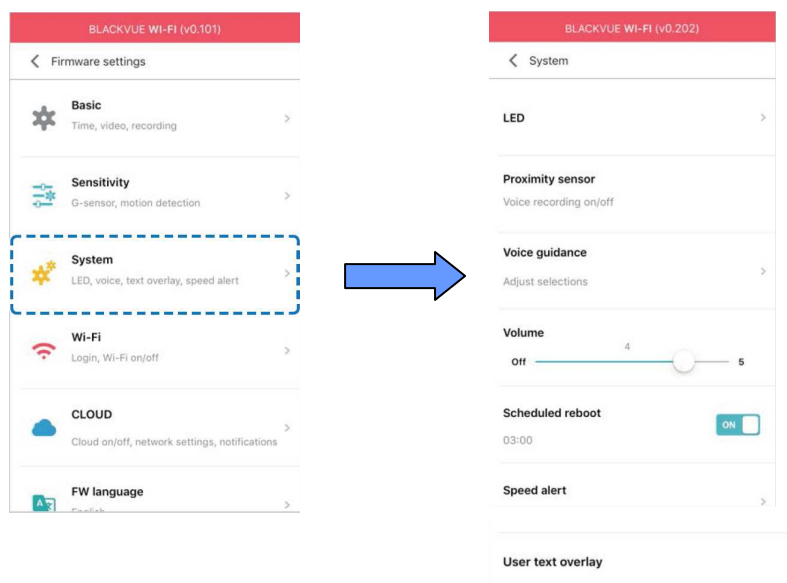 BLACKVUE WI-FI (v0.101)
Firmware settings
Basic
Time, video, recording
Sensitivity
G-sensor, motion detection
System
LED, voice, text overlay, speed alert
Wi-Fi
Login, Wi-Fi on/off
CLOUD
Cloud on/off, network settings, notifications
FW language
English
BLACKVUE WI-FI (v0.202)
System
LED
Proximity sensor
Voice recording on/off
Voice guidance
Adjust selections
Volume
4
Off 5
Scheduled reboot
ON
03:00
Speed alert
User text overlay